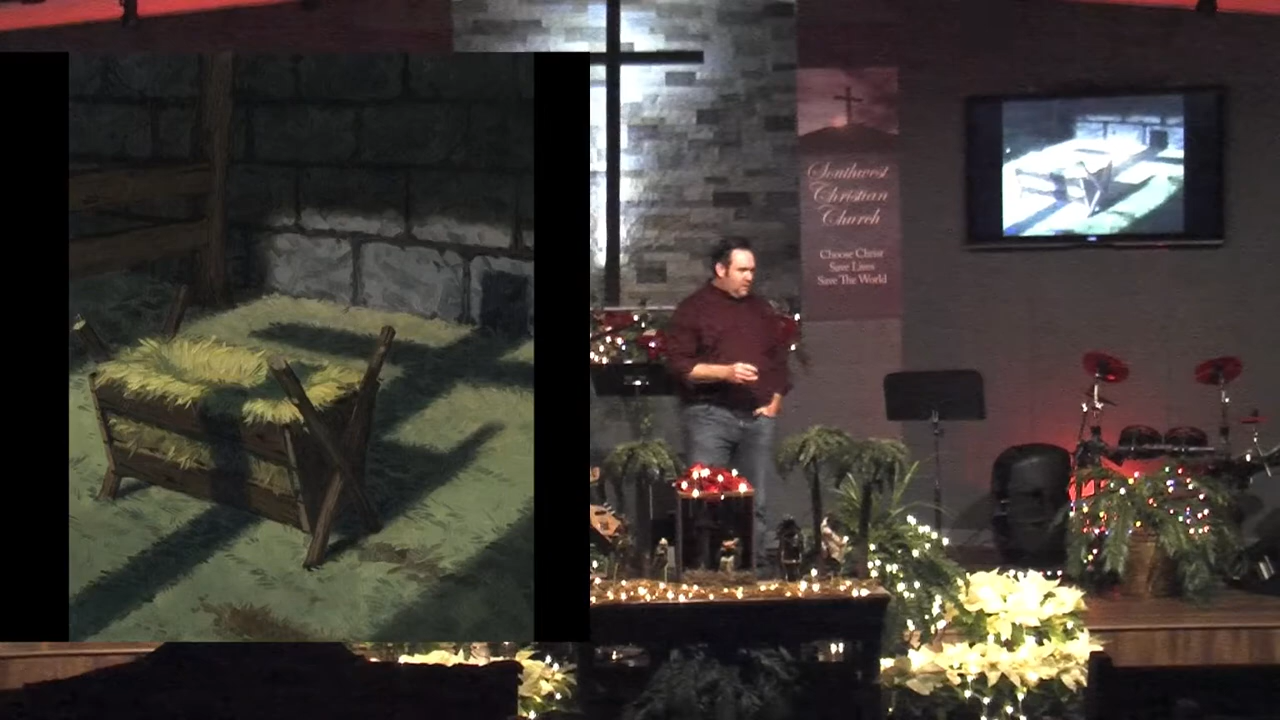 Southwest
Christian
Church
Choose Christ
Save Lives
Save The World